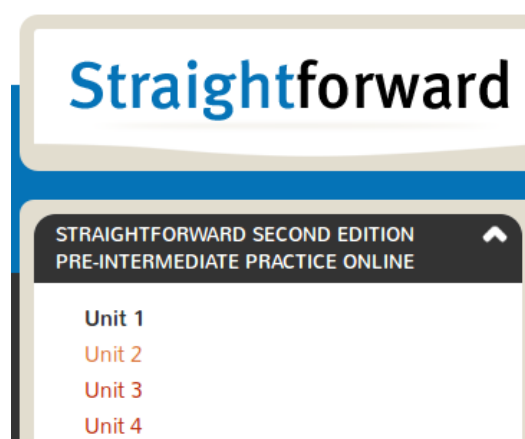 Straightforward
STRAIGHTFORWARD SECOND EDITION
PRE-INTERMEDIATE PRACTICE ONLINE
Unit 1
Unit 2
Unit 3
Unit 4